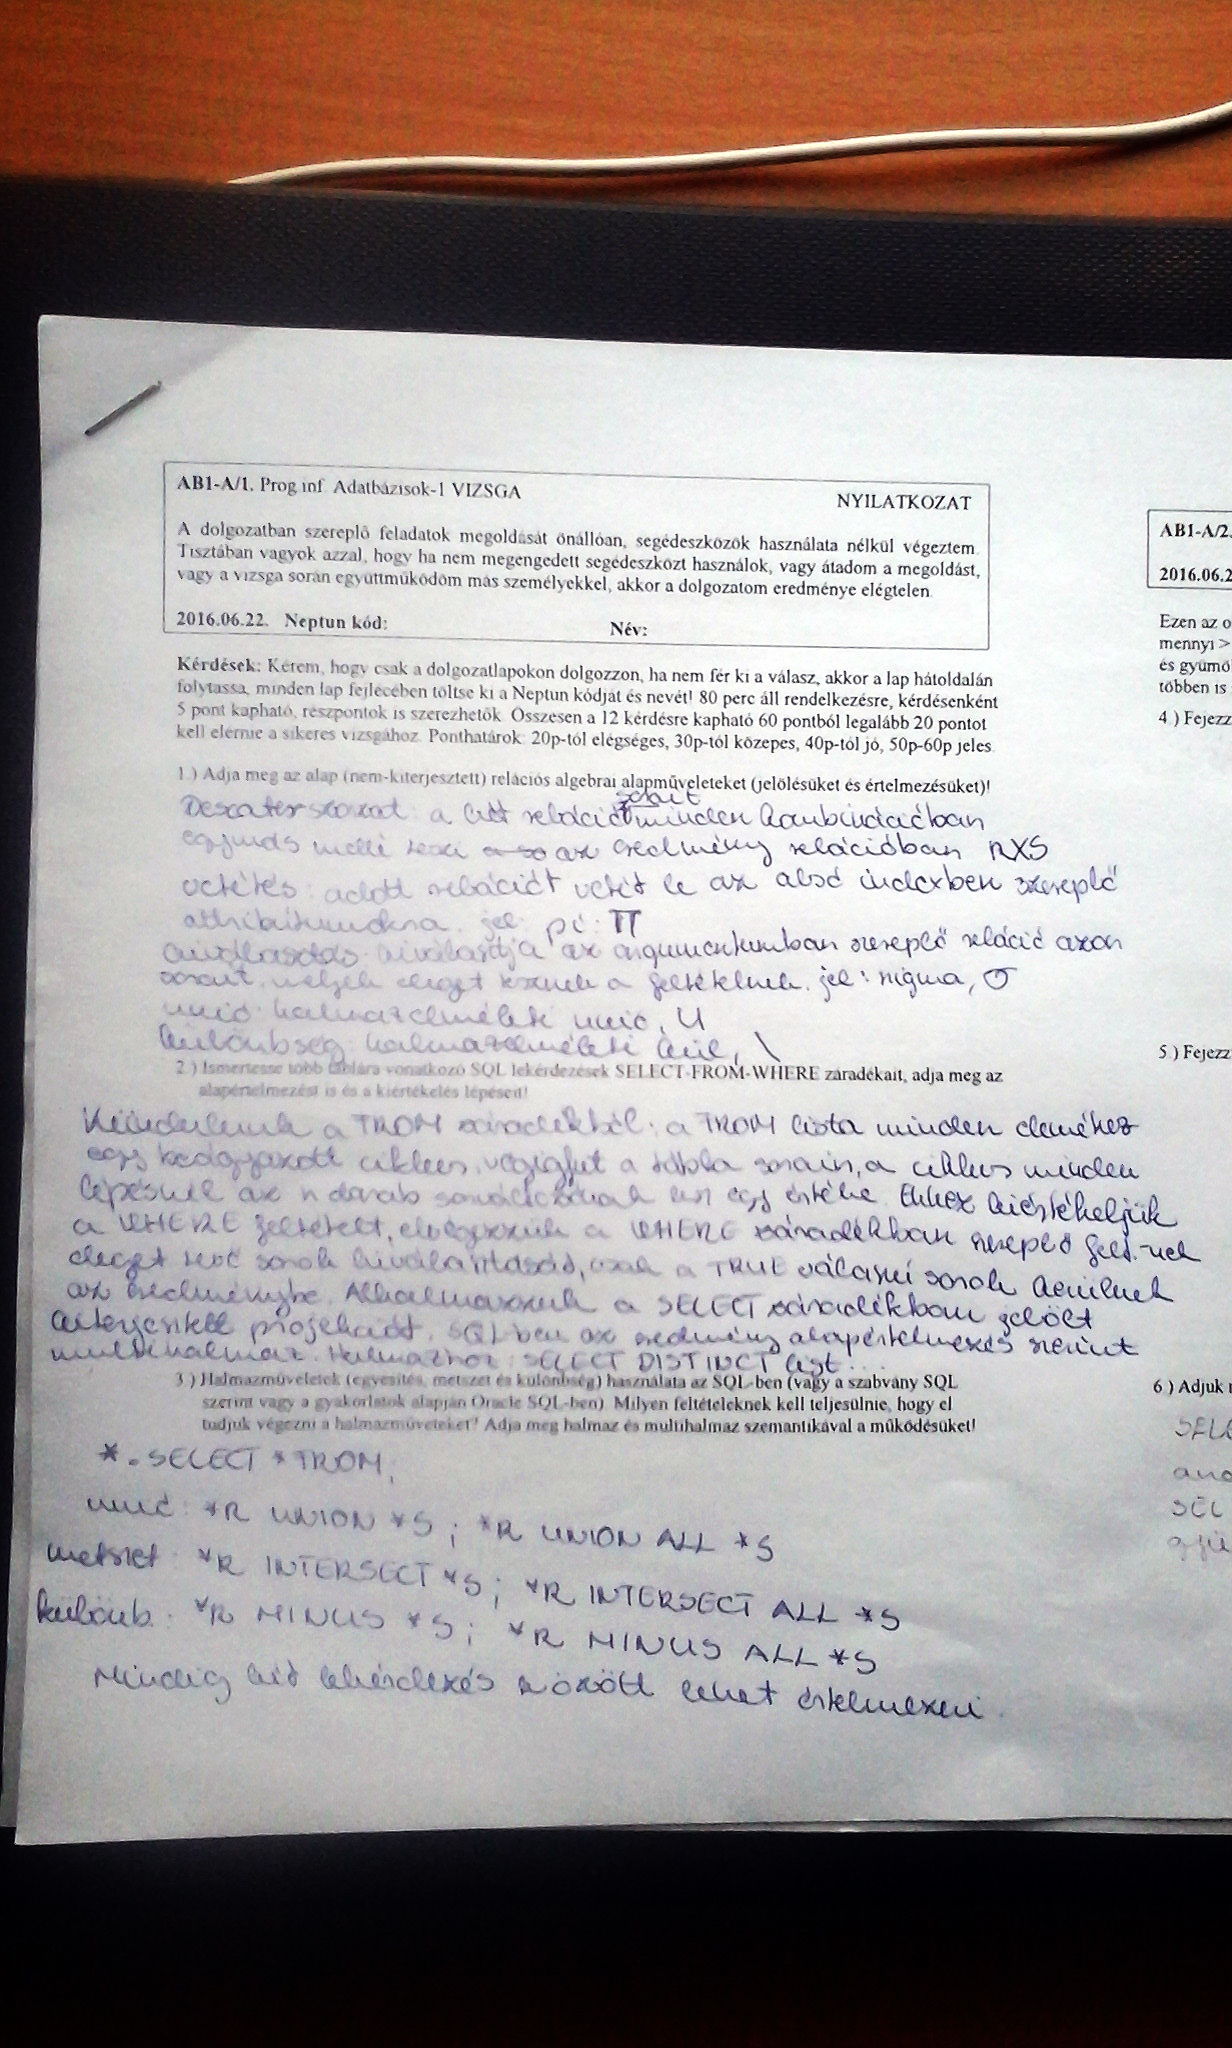 AB1-A/1. Prog.inf. Adatbázisok-1 VIZSGA
NYILATKOZAT
A dolgozatban szereplő feladatok megoldását önállóan, segédeszközök használata nélkül végeztem.
Tisztában vagyok azzal, hogy ha nem megengedett segédeszközt használok, vagy átadom a megoldást,
vagy a vizsga során együttműködöm más személyekkel, akkor a dolgozatom eredménye elégtelen.
2016.06.22. Neptun kód: Név:
Kérdések: Kérem, hogy csak a dolgozatlapokon dolgozzon, ha nem fér ki a válasz, akkor a lap hátoldalán
folytassa, minden lap fejlécében töltse ki a Neptun kódját és nevét! 80 perc áll rendelkezésre, kérdésenként
5 pont kapható, részpontok is szerezhetők. Összesen a 12 kérdésre kapható 60 pontból legalább 20 pontot
kell elérnie a sikeres vizsgához. Ponthatárok: 20p-tól elégséges, 30p-tól közepes, 40p-tól jó, 50p-60p jeles.
1.) Adja meg az alap (nem-kiterjesztett) relációs algebrai alapműveleteket (jelölésüket és értelmezésüket)!
sorait
Descater szorzat: a két reláció minden kombinációban
egymás mellé teszi az eredmény relációban RXS
vetítés: adott relációt vetít le az alsó indexben szereplő
attribútumokra. jel: pi: π
kiválasztás: kiválasztja az argumentumban szereplő reláció azon
sorait, melyek eleget tesznek a feltételnek. jel: sigma, σ
unió: halmazelméleti unió, U
különbség: halmazelméleti kül, \
2.) Ismertesse több táblára vonatkozó SQL lekérdezések SELECT-FROM-WHERE záradékait, adja meg az
alapértelmezést is és a kiértékelés lépéseit!
Kiindulunk a FROM záradékból: a FROM lista minden eleméhez
egy beágyazott ciklus, végigfut a tábla sorain, a ciklus minden
lépésnél az n darab sorváltozónak lesz egy értéke. Ehhez kiértékeljük
a WHERE feltételt, elvégezzük a WHERE záradékban szereplő felt.-nek
eleget tevő sorok kiválasztását, csak a TRUE válaszú sorok kerülnek
az eredménybe. Alkalmazzuk a SELECT záradékban jelölt
kiterjesztett projekciót. SQL-ben az eredmény alapértelmezés szerint
multihalmaz. Halmazhoz: SELECT DISTINCT list...
3.) Halmazműveletek (egyesítés, metszet és különbség) használata az SQL-ben (vagy a szabvány SQL
szerint vagy a gyakorlatok alapján Oracle SQL-ben). Milyen feltételeknek kell teljesülnie, hogy el
tudjuk végezni a halmazműveleteket? Adja meg halmaz és multihalmaz szemantikával a működésüket!
*. SELECT * FROM,
unió: *R UNION *S ; *R UNION ALL *S
metszet: *R INTERSECT *S ; *R INTERSECT ALL *S
különb.: *R MINUS *S ; *R MINUS ALL *S
Mindig két lekérdezés között lehet értelmezni.
AB1-A/2.
2016.06.2
Ezen az o
mennyi >
és gyümö
többen is
4.) Fejezz
5.) Fejezz
6.) Adjuk
SELE
and
SEL
gyü